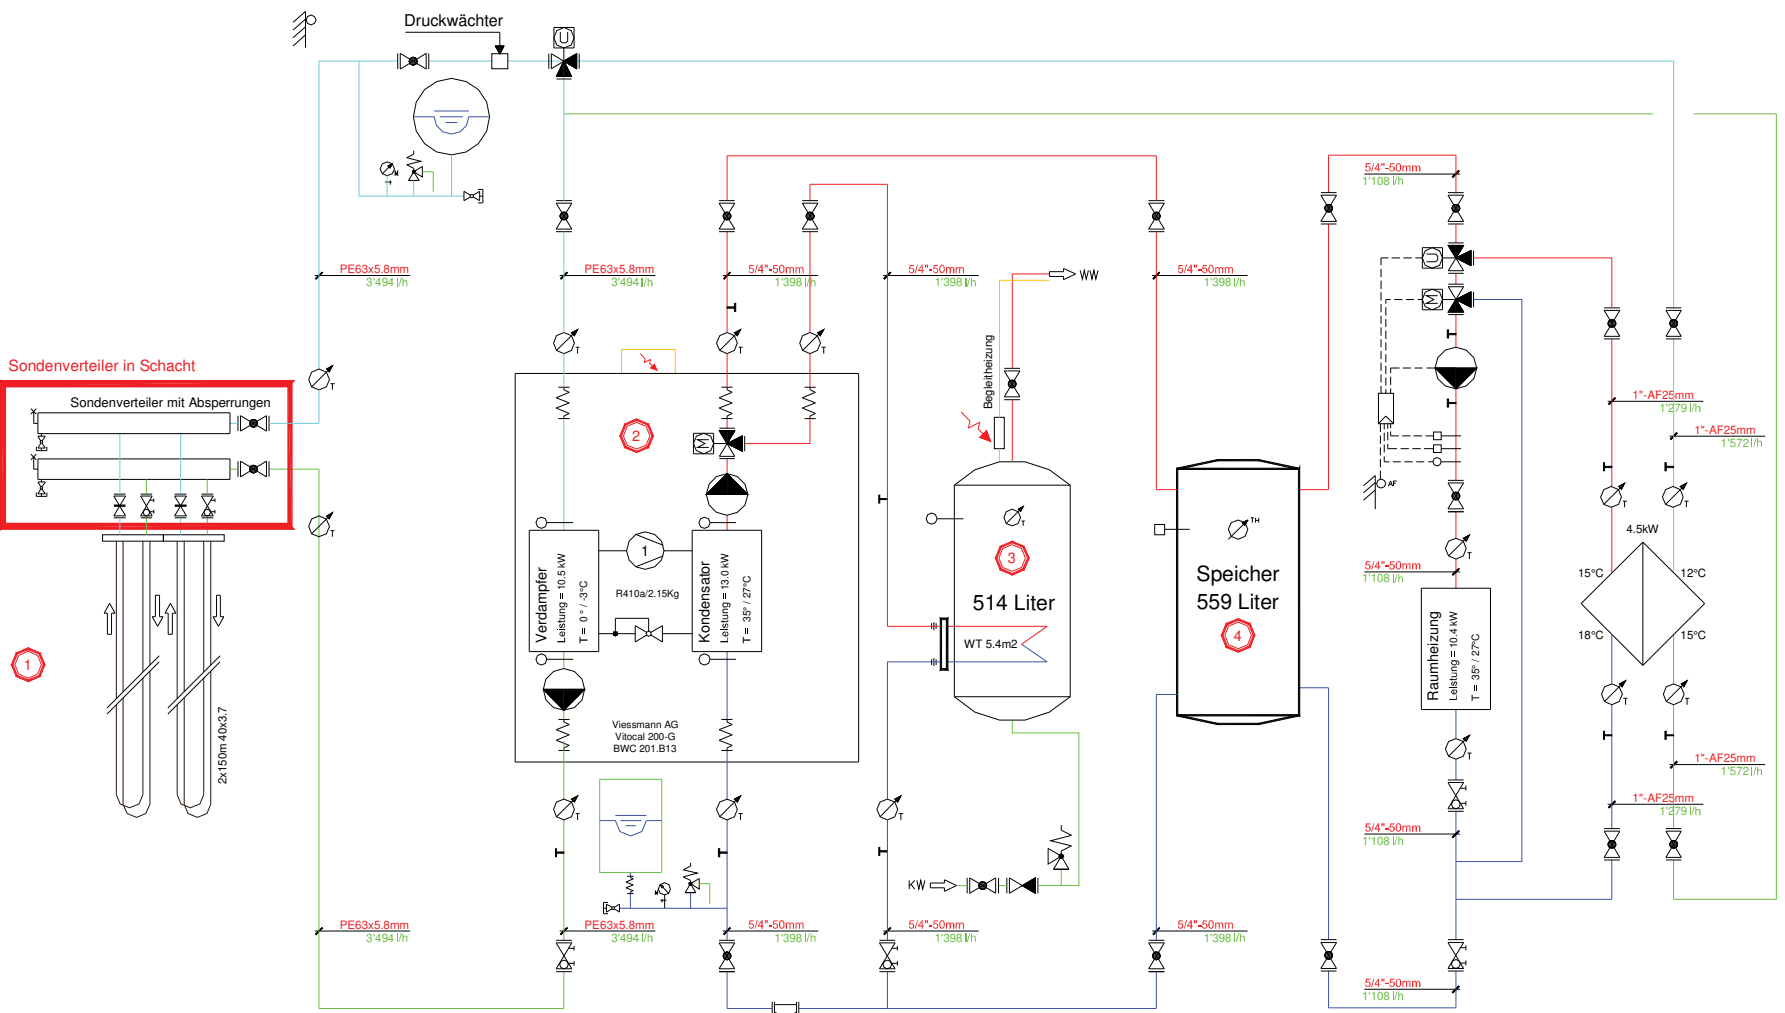 Druckwächter
U
5/4"-50mm
1'108 l/h
PE63x5.8mm
3'494 l/h
PE63x5.8mm
3'494 l/h
5/4"-50mm
1'398 l/h
5/4"-50mm
1'398 l/h
WW
5/4"-50mm
1'398 l/h
U
M
T
T
T
Begleitheizung
Sondenverteiler in Schacht
T
Sondenverteiler mit Absperrungen
1"-AF25mm
1'279 l/h
1"-AF25mm
1'572 l/h
2
M
AF
T
T
T
T
TH
T
4.5kW
Verdampfer
Leistung = 10.5 kW
T = 0 ° / -3°C
1
R410a/2.15Kg
Kondensator
Leistung = 13.0 kW
T = 35° / 27°C
3
514 Liter
WT 5.4m2
Speicher
559 Liter
4
5/4"-50mm
1'108 l/h
Raumheizung
Leistung = 10.4 kW
T = 35° / 27°C
15°C
12°C
18°C
15°C
1
2x150m 40x3.7
Viessmann AG
Vitocal 200-G
BWC 201.B13
T
T
T
1"-AF25mm
1'572 l/h
1"-AF25mm
1'279 l/h
T
T
T
5/4"-50mm
1'108 l/h
KW
PE63x5.8mm
3'494 l/h
PE63x5.8mm
3'494 l/h
5/4"-50mm
1'398 l/h
5/4"-50mm
1'398 l/h
5/4"-50mm
1'398 l/h
5/4"-50mm
1'108 l/h